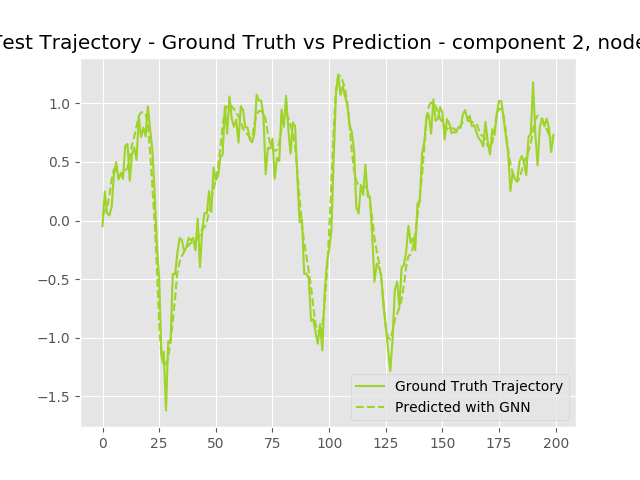 Test Trajectory - Ground Truth vs Prediction - component 2, node
1.0
0.5
0.0
−0.5
−1.0
−1.5
0 25 50 75 100 125 150 175 200
Ground Truth Trajectory
Predicted with GNN